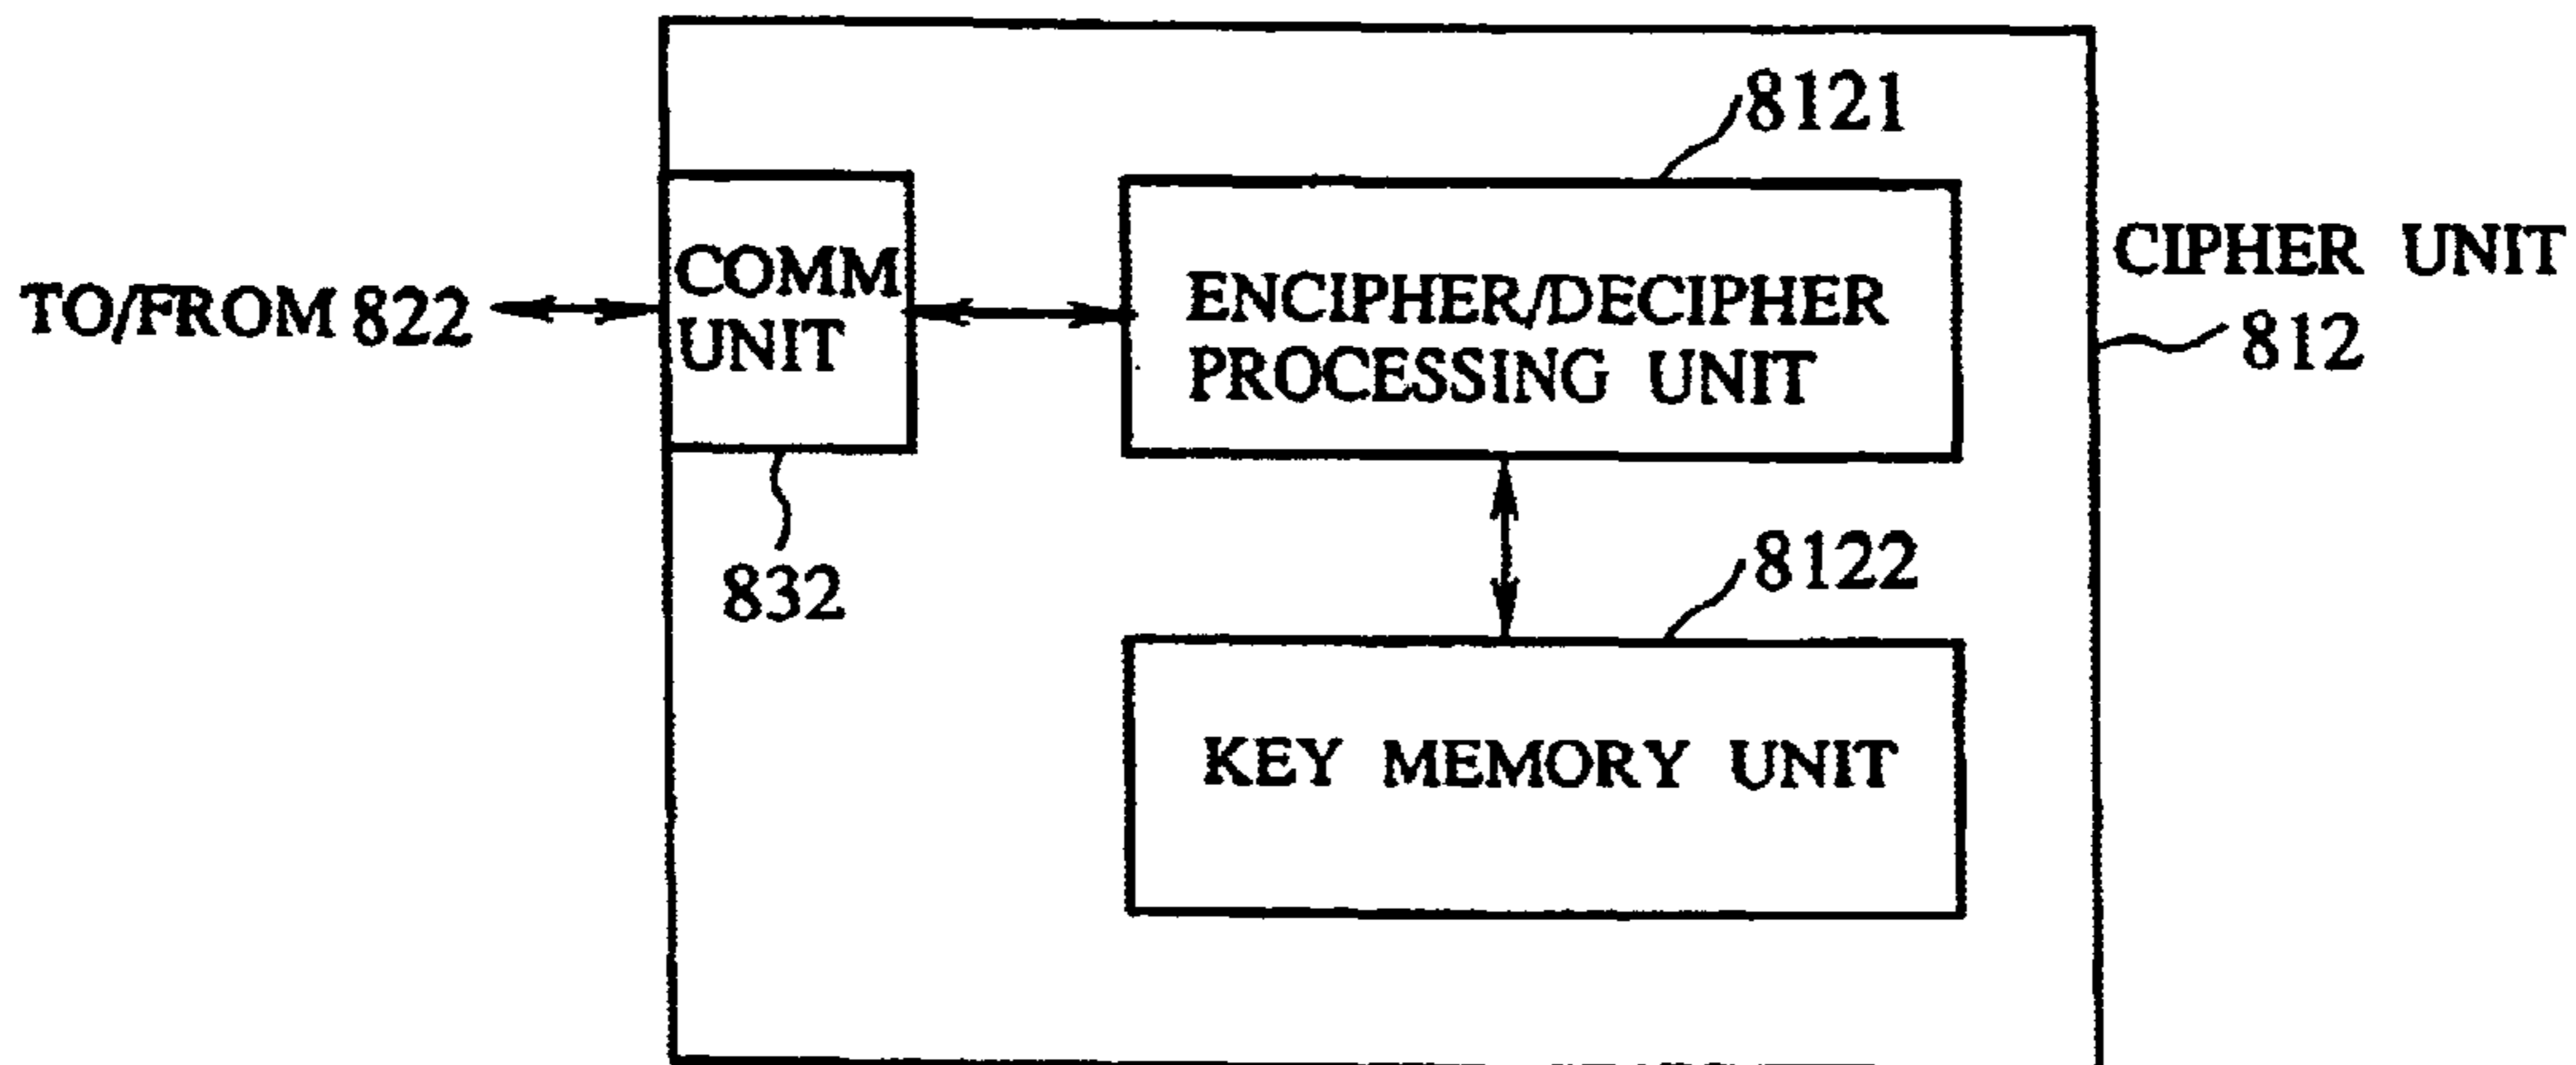 8121
CIPHER UNIT
812
TO/FROM 822
COMM
UNIT
ENCIPHER/DECIPHER
PROCESSING UNIT
832
8122
KEY MEMORY UNIT